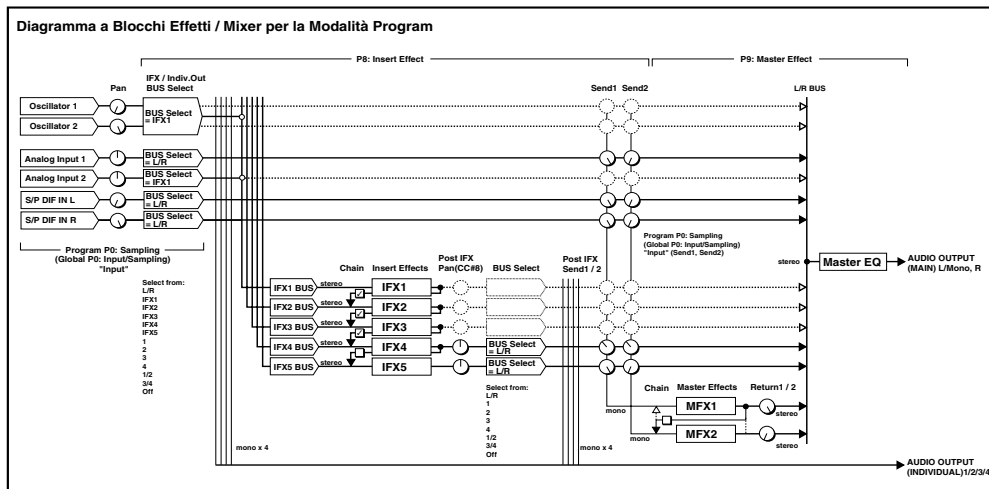 Diagramma a Blocchi Effetti / Mixer per la Modalità Program
P8: Insert Effect
P9: Master Effect
Pan
IFX / Indiv.Out
BUS Select
Send1 Send2
L/R BUS
Oscillator 1
Oscillator 2
BUS Select
= IFX1
Analog Input 1
BUS Select
= L/R
Analog Input 2
BUS Select
= IFX1
S/P DIF IN L
BUS Select
= L/R
S/P DIF IN R
BUS Select
= L/R
Program P0: Sampling
(Global P0: Input/Sampling)
"Input"
Program P0: Sampling
(Global P0: Input/Sampling)
"Input" (Send1, Send2)
Select from:
L/R
IFX1
IFX2
IFX3
IFX4
IFX5
1
2
3
4
1/2
3/4
Off
Chain
Insert Effects
Post IFX
Pan(CC#8)
BUS Select
Post IFX
Send1 / 2
stereo
Master EQ
AUDIO OUTPUT
(MAIN) L/Mono, R
IFX1 BUS
stereo
IFX1
IFX2 BUS
stereo
IFX2
IFX3 BUS
stereo
IFX3
IFX4 BUS
stereo
IFX4
BUS Select
= L/R
IFX5 BUS
stereo
IFX5
BUS Select
= L/R
Select from:
L/R
1
2
3
4
1/2
3/4
Off
Chain
Master Effects
Return1 / 2
mono
MFX1
stereo
mono
MFX2
stereo
mono x 4
mono x 4
AUDIO OUTPUT
(INDIVIDUAL)1/2/3/4